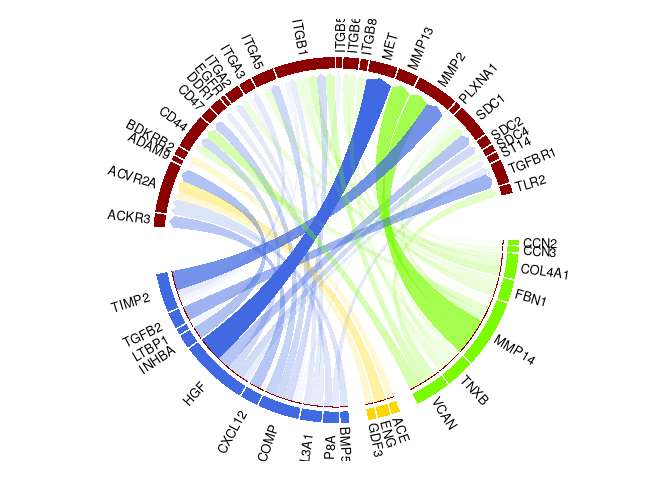 ACKR3
ACVR2A
ADAM9
BDKRB2
CD44
CD47
DDR1
EGFR
ITGA2
ITGA3
ITGA5
ITGB1
ITGB5
ITGB6
ITGB8
MET
MMP13
MMP2
PLXNA1
SDC1
SDC2
SDC4
ST14
TGFBR1
TLR2
CCN2
CCN3
COL4A1
FBN1
MMP14
TNXB
VCAN
ACE
ENG
GDF3
BMP5
P8A
L3A1
COMP
CXCL12
HGF
INHBA
LTBP1
TGFB2
TIMP2